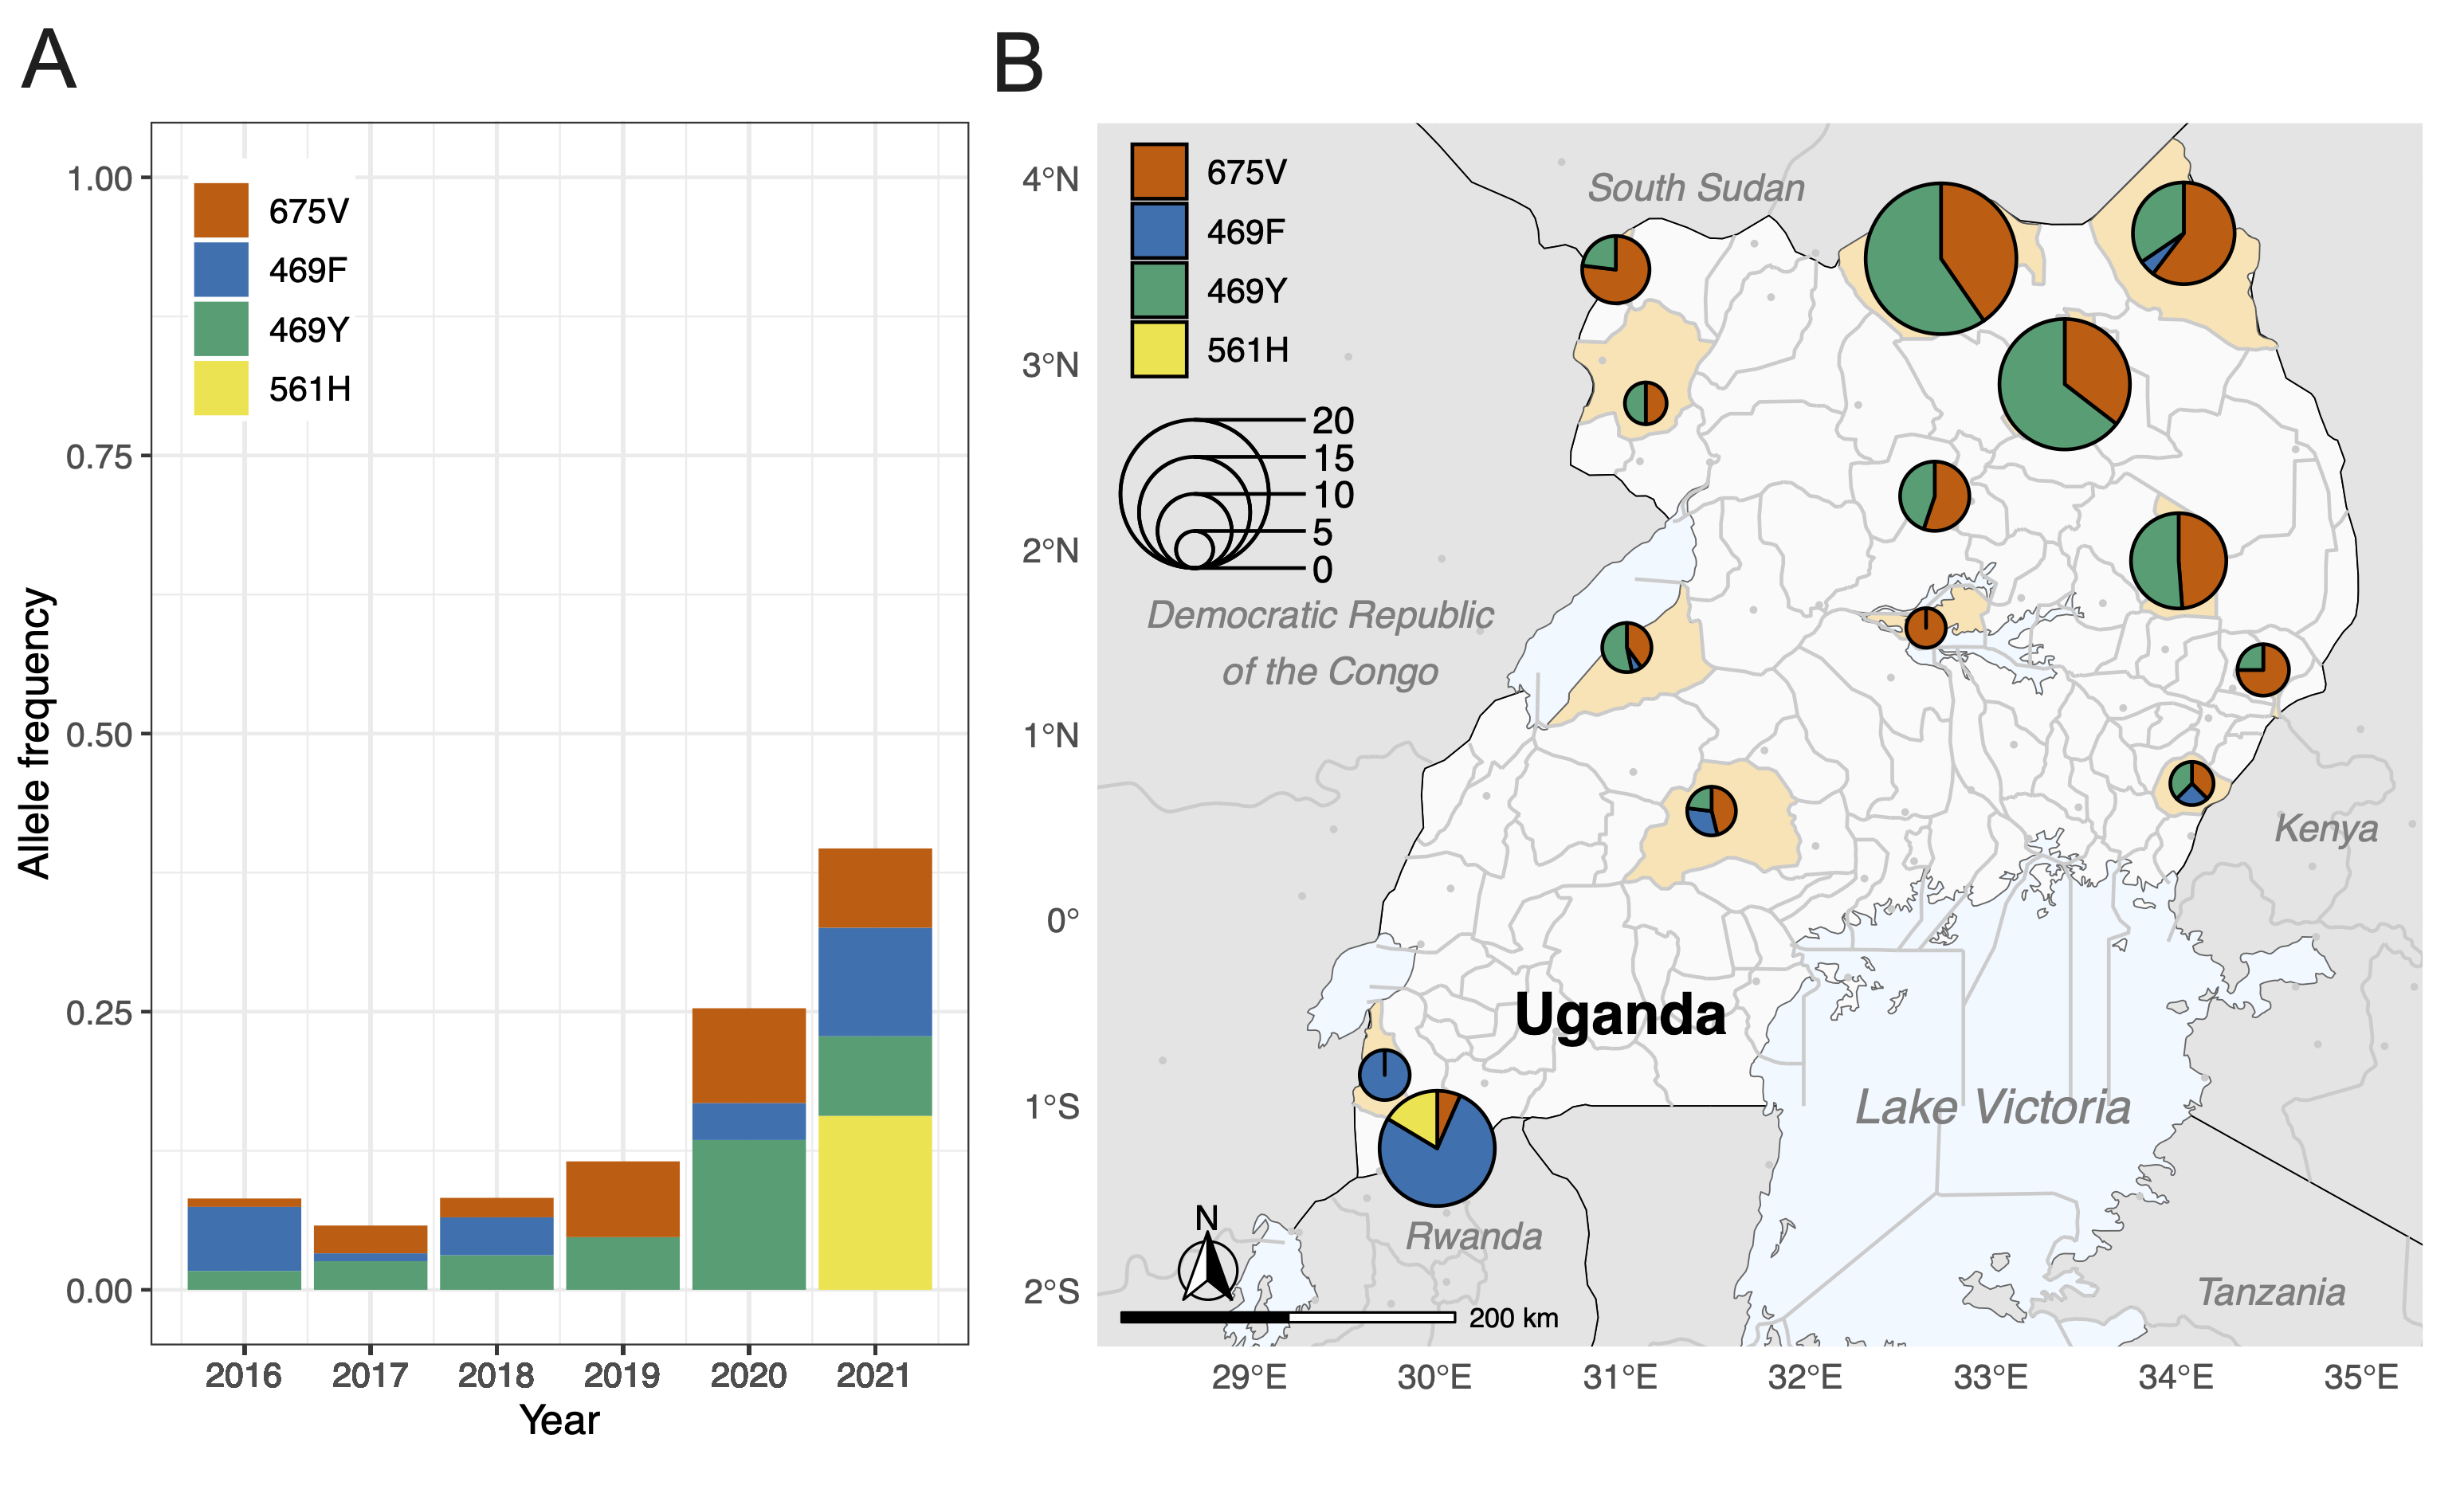 A
1.00
0.75
0.50
0.25
0.00
Allele frequency
675V
469F
469Y
561H
2016 2017 2018 2019 2020 2021
Year
B
4°N
3°N
2°N
1°N
0°
1°S
2°S
675V
469F
469Y
561H
20
15
10
5
0
South Sudan
Democratic Republic
of the Congo
Kenya
Uganda
Lake Victoria
Rwanda
Tanzania
N
200 km
29°E 30°E 31°E 32°E 33°E 34°E 35°E